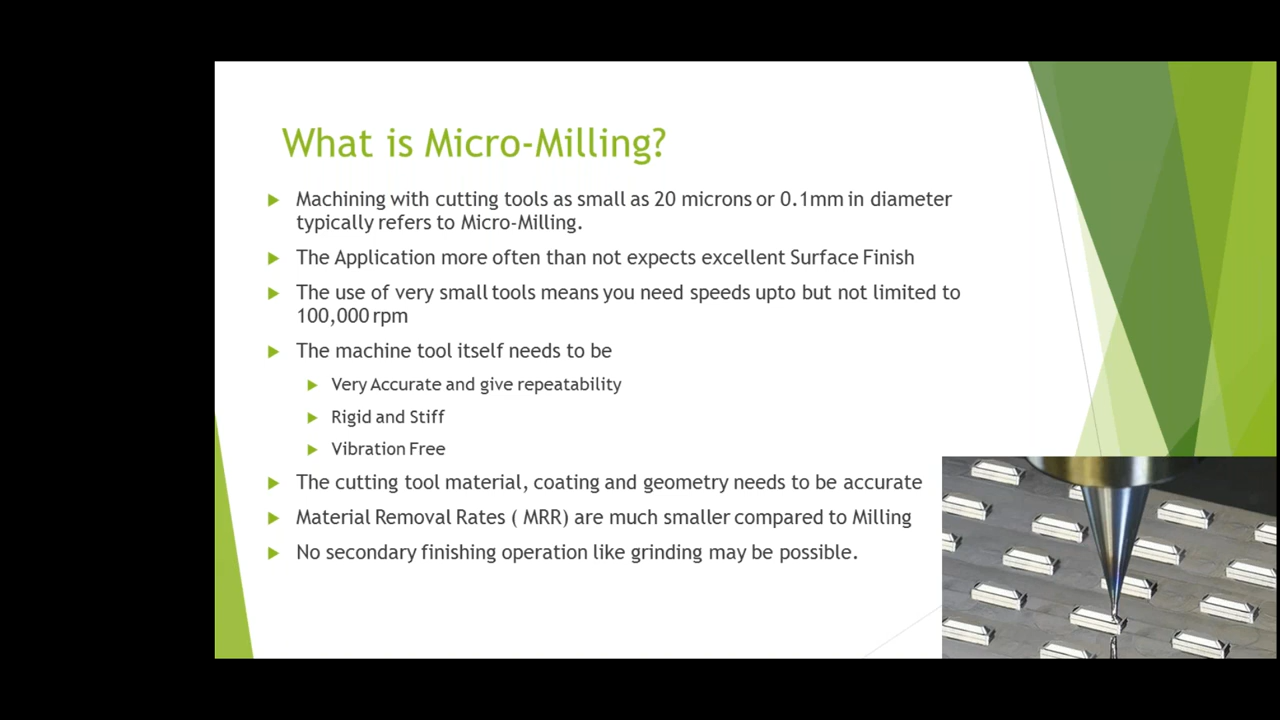 What is Micro-Milling?
Machining with cutting tools as small as 20 microns or 0.1mm in diameter
typically refers to Micro-Milling.
The Application more often than not expects excellent Surface Finish
The use of very small tools means you need speeds upto but not limited to
100,000 rpm
The machine tool itself needs to be
Very Accurate and give repeatability
Rigid and Stiff
Vibration Free
The cutting tool material, coating and geometry needs to be accurate
Material Removal Rates ( MRR) are much smaller compared to Milling
No secondary finishing operation like grinding may be possible.